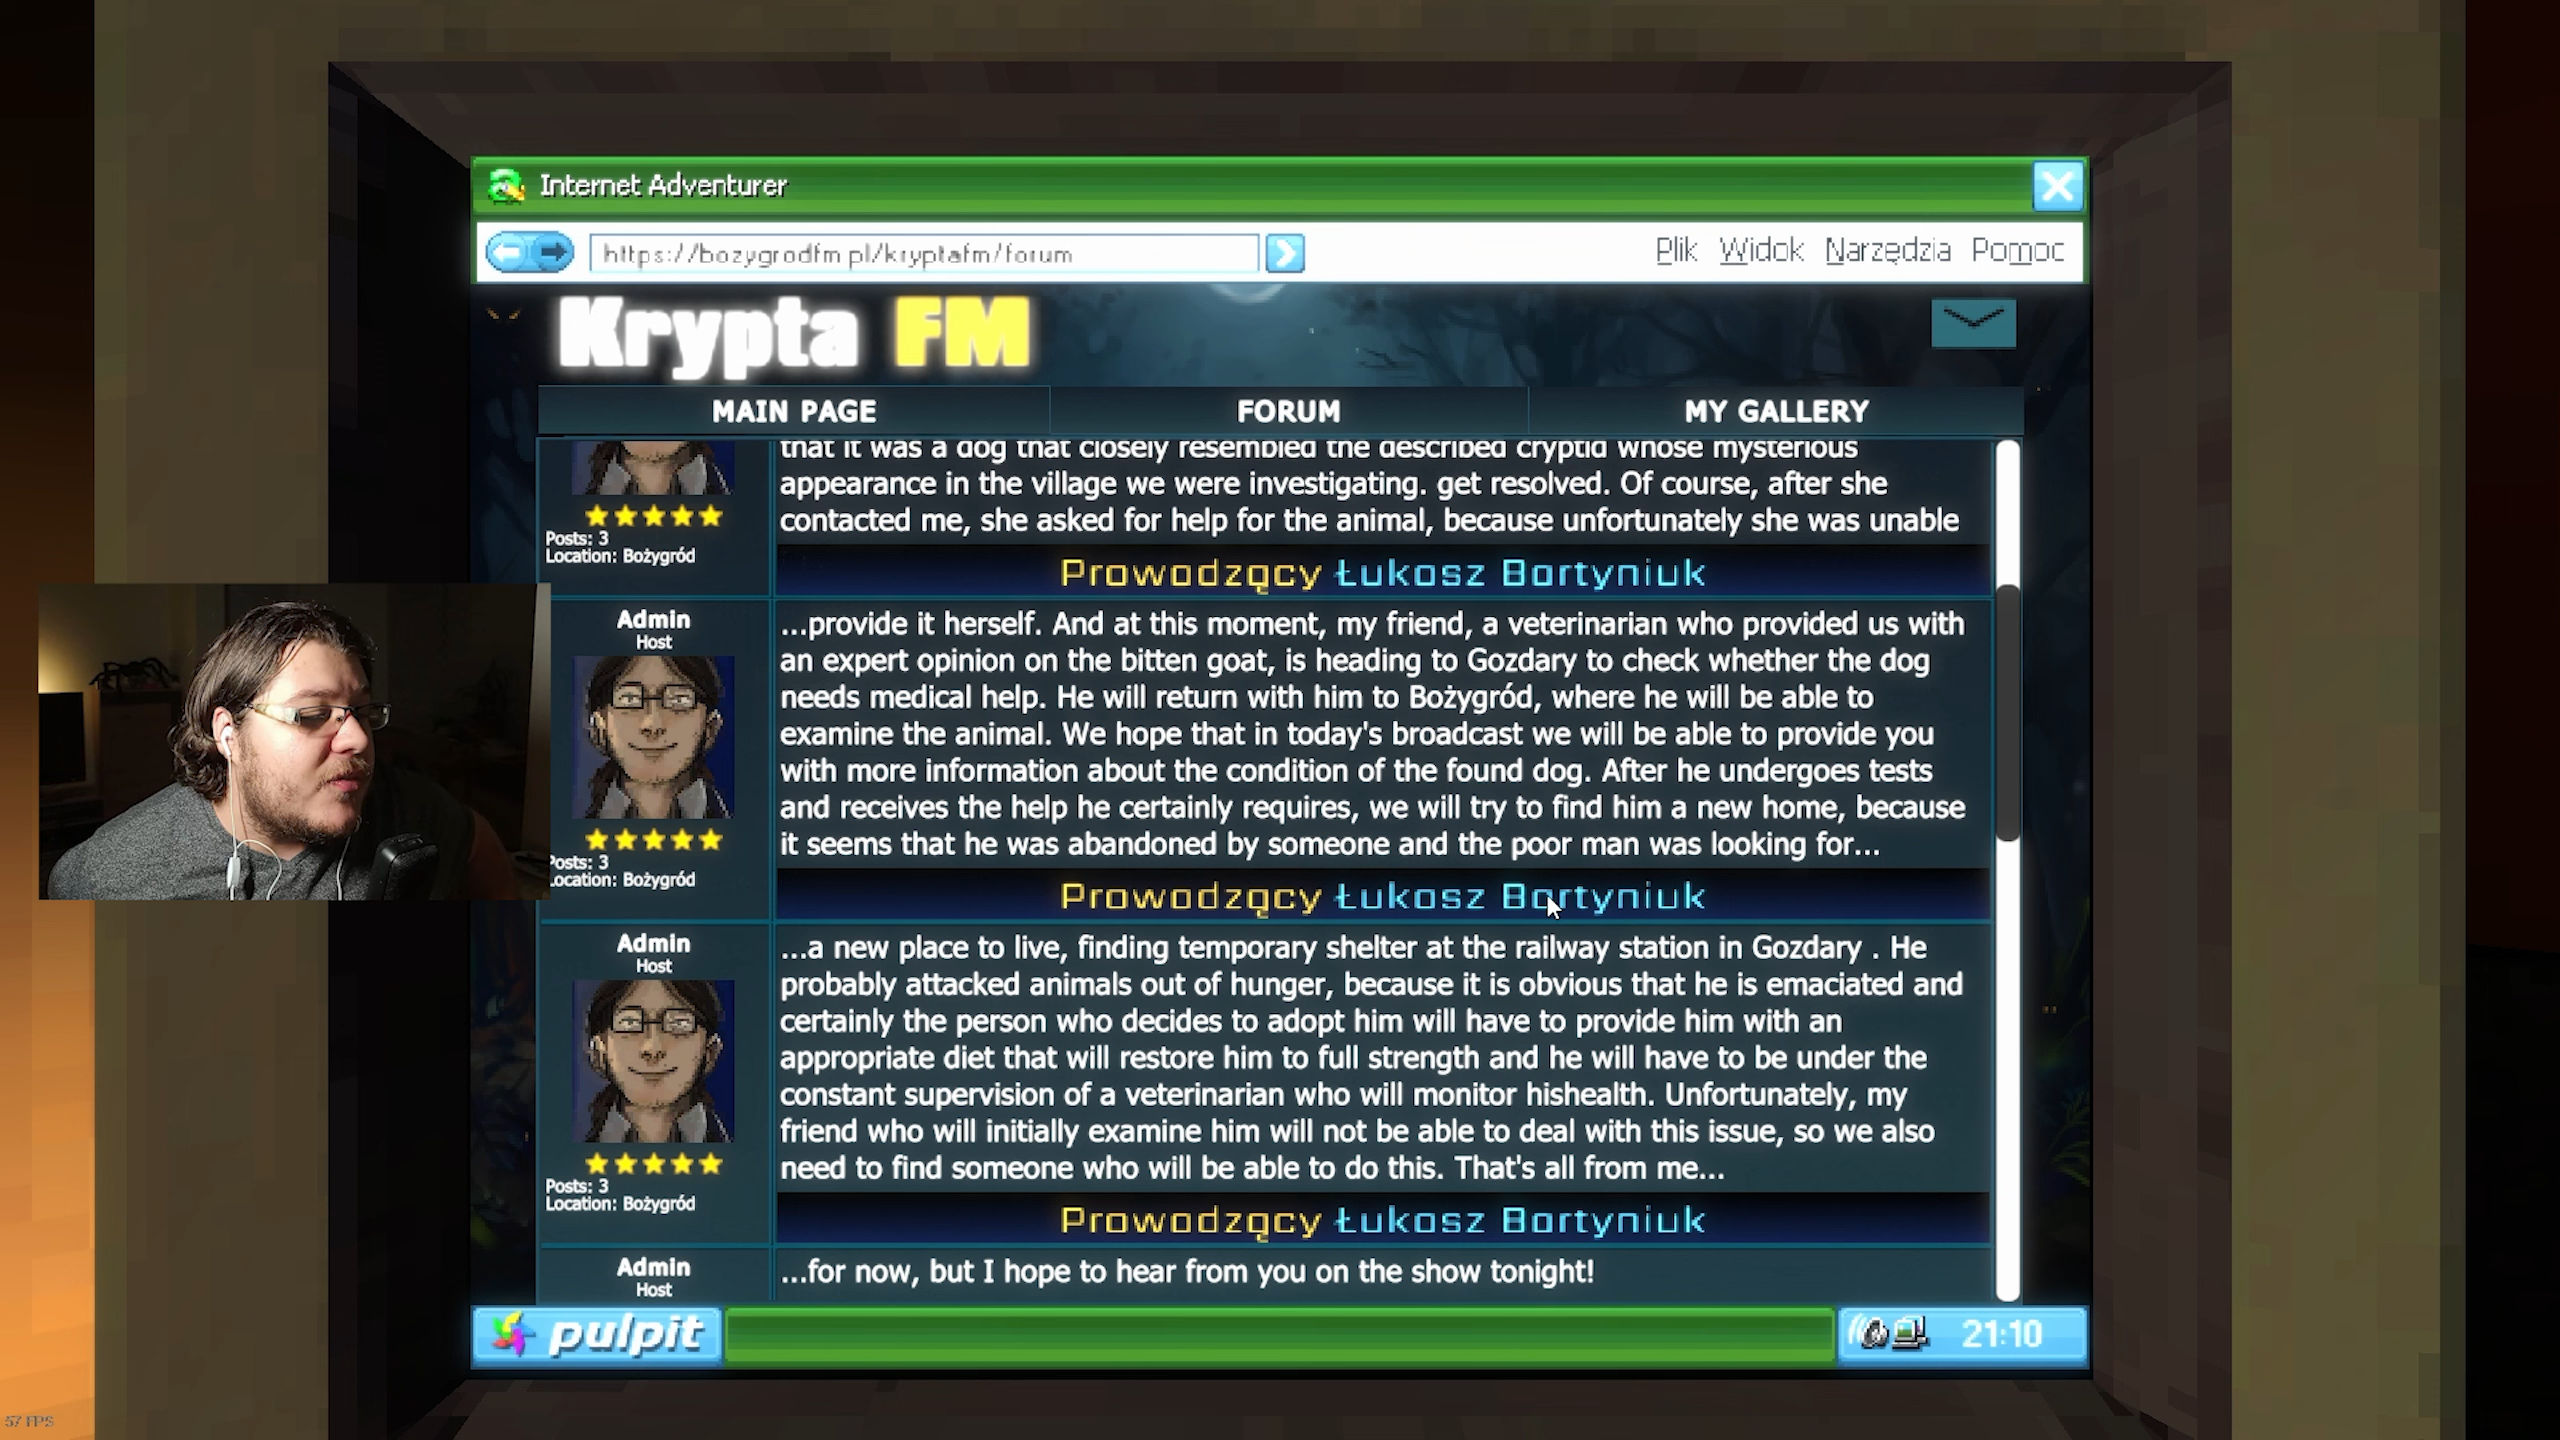 Internet Adventurer
https://bozygrodfm.pl/kryptafm/forum
Plik Widok Narzędzia Pomoc
Krypta FM
MAIN PAGE
FORUM
MY GALLERY
that it was a dog that closely resembled the described cryptid whose mysterious
appearance in the village we were investigating. get resolved. Of course, after she
contacted me, she asked for help for the animal, because unfortunately she was unable
Posts: 3
Location: Bożygród
Prowadzący Łukasz Bartyniuk
Admin
Host
...provide it herself. And at this moment, my friend, a veterinarian who provided us with
an expert opinion on the bitten goat, is heading to Gozdary to check whether the dog
needs medical help. He will return with him to Bożygród, where he will be able to
examine the animal. We hope that in today's broadcast we will be able to provide you
with more information about the condition of the found dog. After he undergoes tests
and receives the help he certainly requires, we will try to find him a new home, because
it seems that he was abandoned by someone and the poor man was looking for...
Posts: 3
Location: Bożygród
Prowadzący Łukasz Bartyniuk
Admin
Host
...a new place to live, finding temporary shelter at the railway station in Gozdary . He
probably attacked animals out of hunger, because it is obvious that he is emaciated and
certainly the person who decides to adopt him will have to provide him with an
appropriate diet that will restore him to full strength and he will have to be under the
constant supervision of a veterinarian who will monitor hishealth. Unfortunately, my
friend who will initially examine him will not be able to deal with this issue, so we also
need to find someone who will be able to do this. That's all from me...
Posts: 3
Location: Bożygród
Prowadzący Łukasz Bartyniuk
Admin
Host
...for now, but I hope to hear from you on the show tonight!
pulpit
21:10
57 FPS